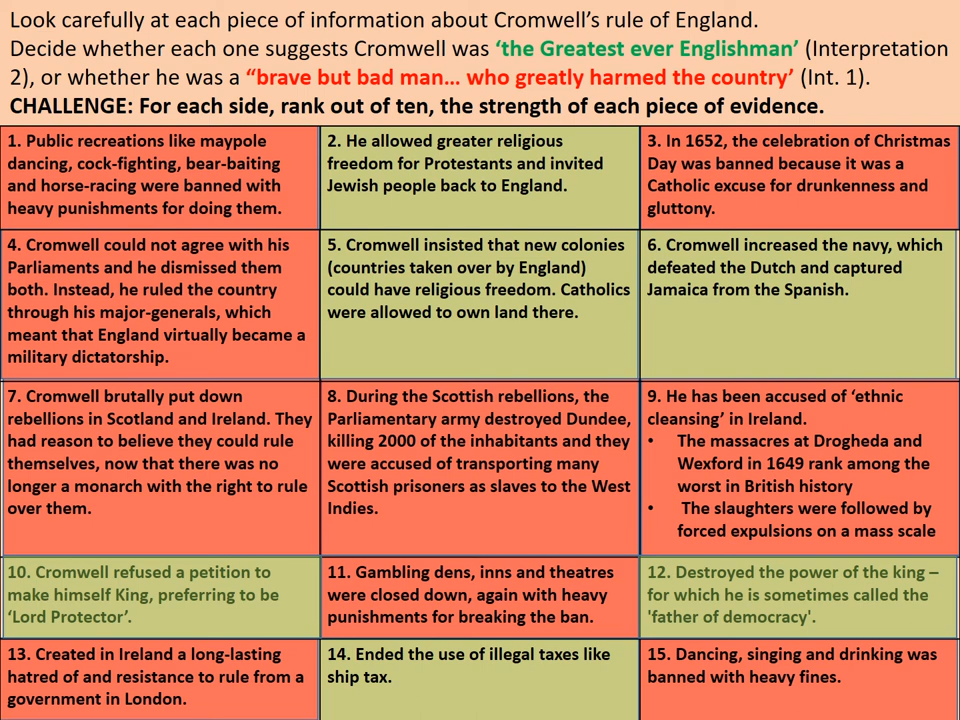 Look carefully at each piece of information about Cromwell’s rule of England.
Decide whether each one suggests Cromwell was ‘the Greatest ever Englishman’ (Interpretation
2), or whether he was a “brave but bad man… who greatly harmed the country’ (Int. 1).
CHALLENGE: For each side, rank out of ten, the strength of each piece of evidence.
1. Public recreations like maypole
dancing, cock-fighting, bear-baiting
and horse-racing were banned with
heavy punishments for doing them.
2. He allowed greater religious
freedom for Protestants and invited
Jewish people back to England.
3. In 1652, the celebration of Christmas
Day was banned because it was a
Catholic excuse for drunkenness and
gluttony.
4. Cromwell could not agree with his
Parliaments and he dismissed them
both. Instead, he ruled the country
through his major-generals, which
meant that England virtually became a
military dictatorship.
5. Cromwell insisted that new colonies
(countries taken over by England)
could have religious freedom. Catholics
were allowed to own land there.
6. Cromwell increased the navy, which
defeated the Dutch and captured
Jamaica from the Spanish.
7. Cromwell brutally put down
rebellions in Scotland and Ireland. They
had reason to believe they could rule
themselves, now that there was no
longer a monarch with the right to rule
over them.
8. During the Scottish rebellions, the
Parliamentary army destroyed Dundee,
killing 2000 of the inhabitants and they
were accused of transporting many
Scottish prisoners as slaves to the West
Indies.
9. He has been accused of ‘ethnic
cleansing’ in Ireland.
• The massacres at Drogheda and
Wexford in 1649 rank among the
worst in British history
• The slaughters were followed by
forced expulsions on a mass scale
10. Cromwell refused a petition to
make himself King, preferring to be
‘Lord Protector’.
11. Gambling dens, inns and theatres
were closed down, again with heavy
punishments for breaking the ban.
12. Destroyed the power of the king –
for which he is sometimes called the
'father of democracy'.
13. Created in Ireland a long-lasting
hatred of and resistance to rule from a
government in London.
14. Ended the use of illegal taxes like
ship tax.
15. Dancing, singing and drinking was
banned with heavy fines.